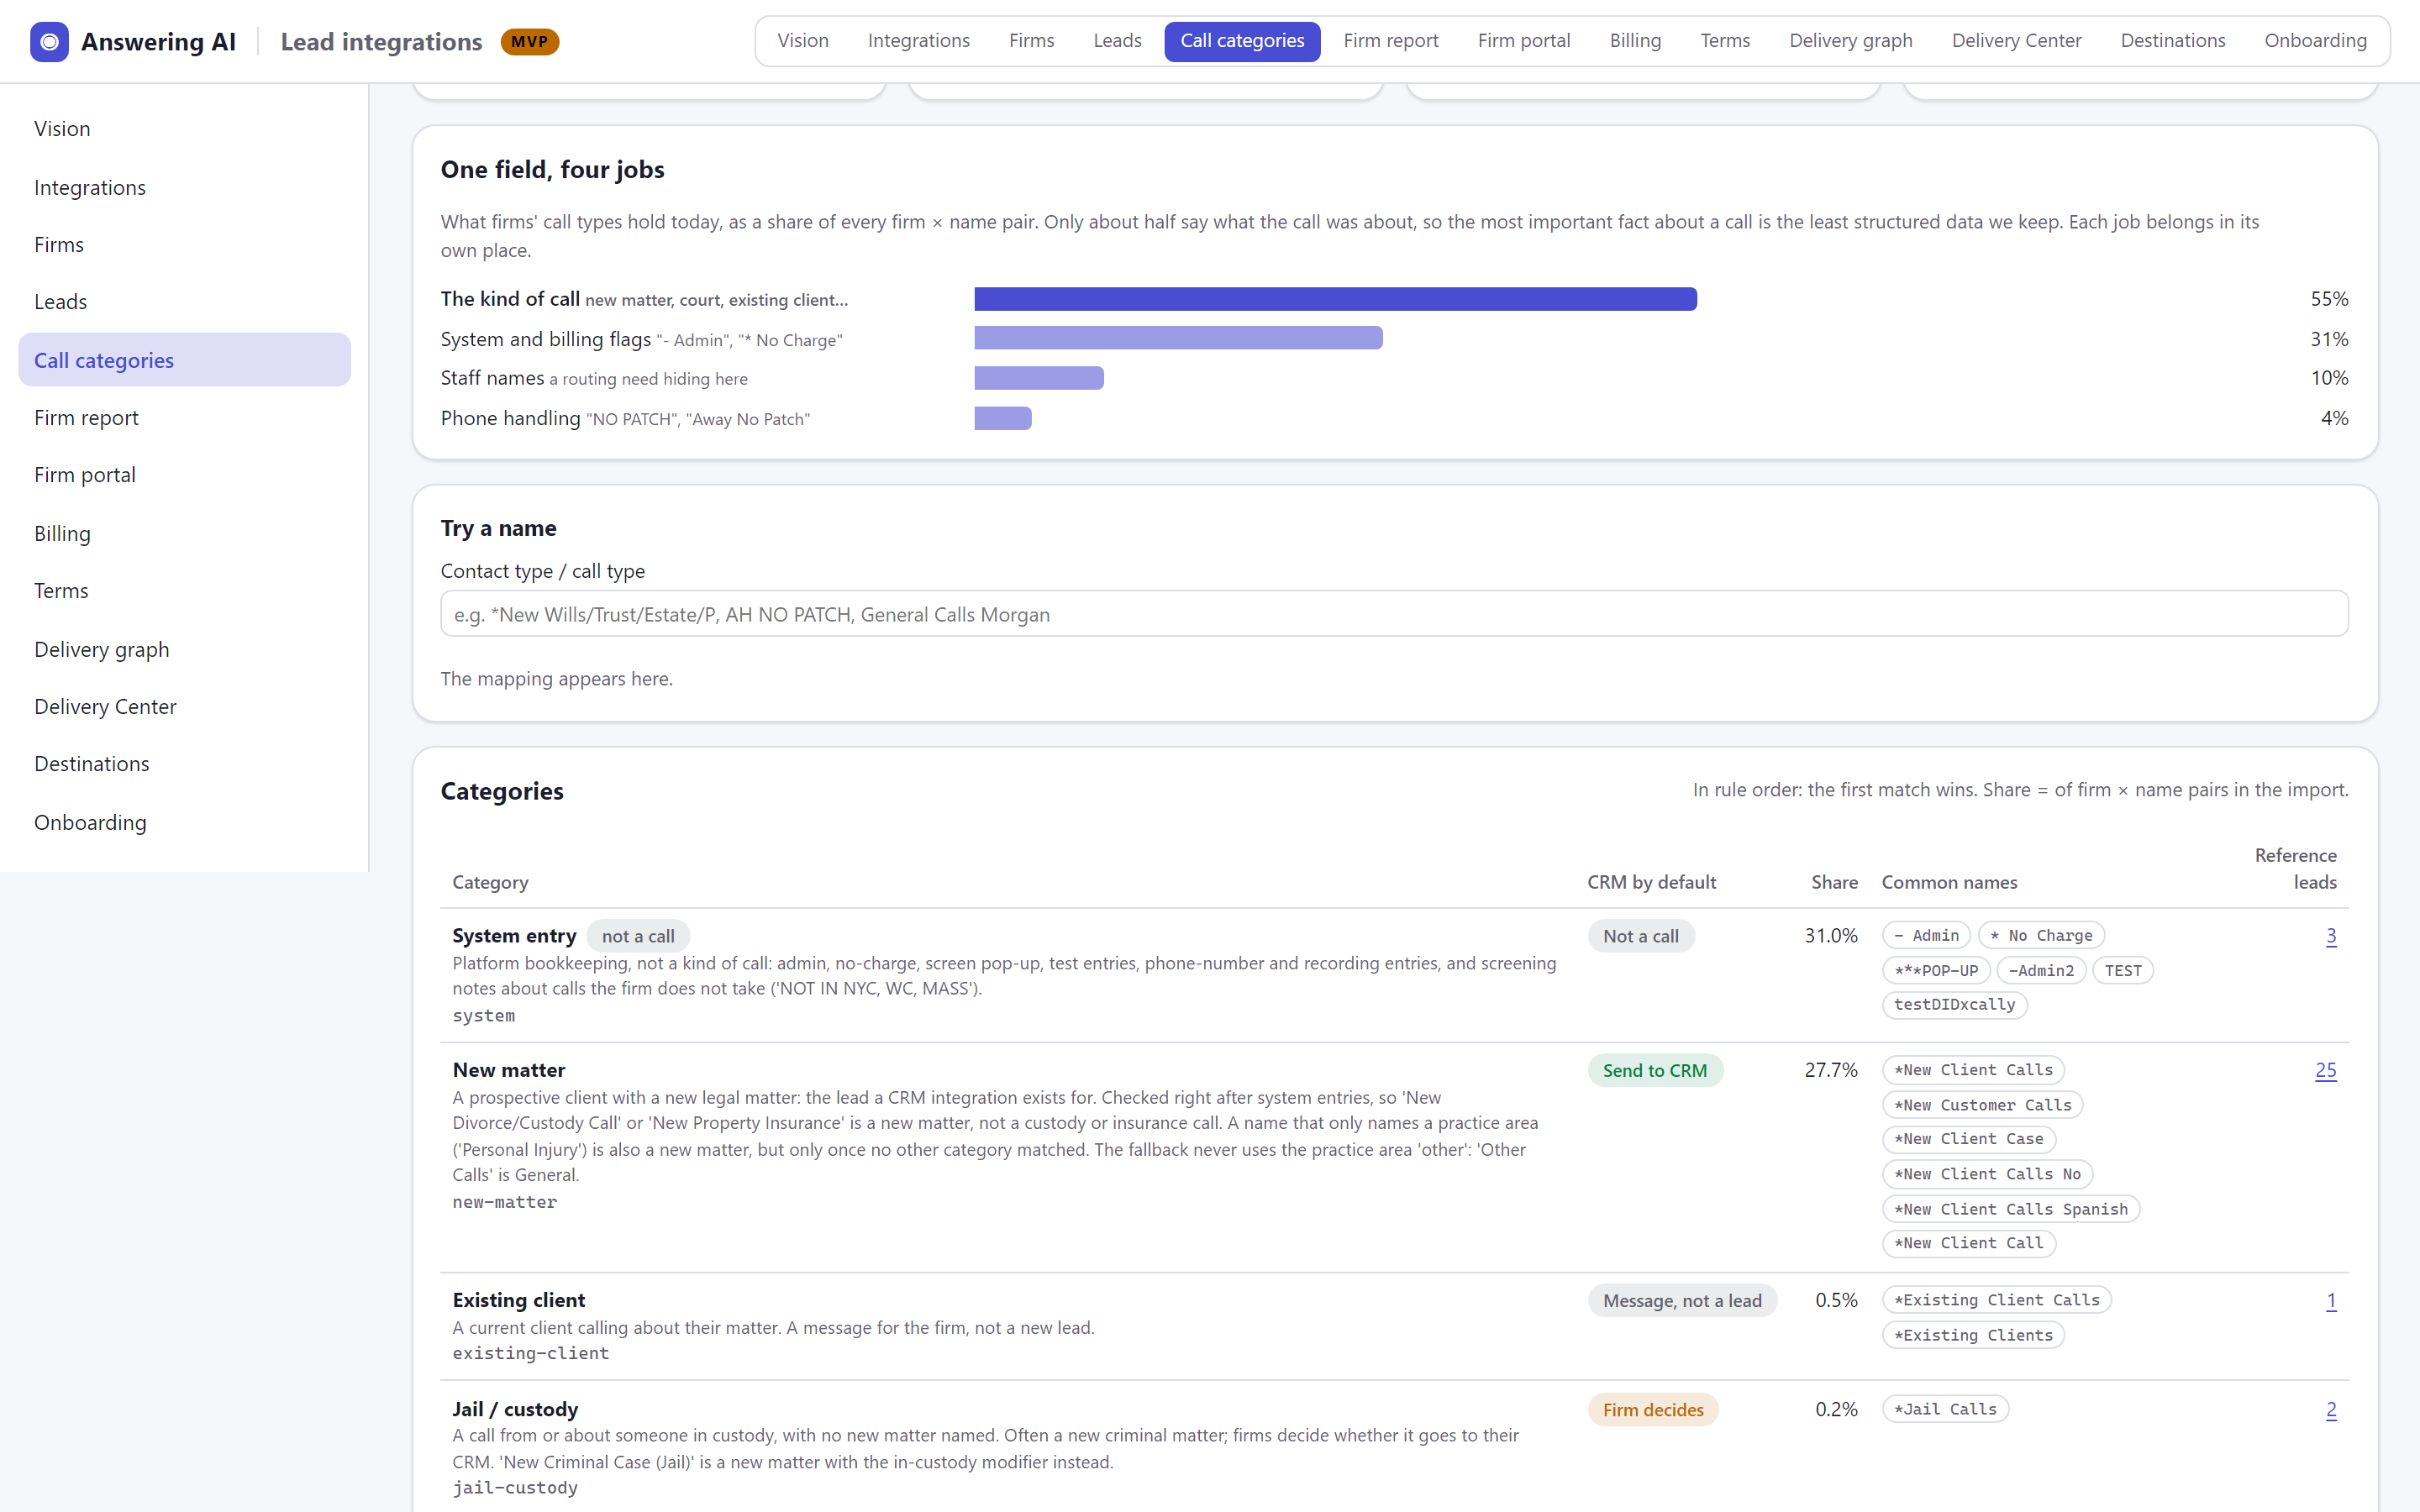 Answering AI
Lead integrations
MVP
Vision
Integrations
Firms
Leads
Call categories
Firm report
Firm portal
Billing
Terms
Delivery graph
Delivery Center
Destinations
Onboarding
Vision
Integrations
Firms
Leads
Call categories
Firm report
Firm portal
Billing
Terms
Delivery graph
Delivery Center
Destinations
Onboarding
One field, four jobs
What firms' call types hold today, as a share of every firm × name pair. Only about half say what the call was about, so the most important fact about a call is the least structured data we keep. Each job belongs in its
own place.
The kind of call new matter, court, existing client... 55%
System and billing flags "- Admin", "* No Charge" 31%
Staff names a routing need hiding here 10%
Phone handling "NO PATCH", "Away No Patch" 4%
Try a name
Contact type / call type
e.g. *New Wills/Trust/Estate/P, AH NO PATCH, General Calls Morgan
The mapping appears here.
Categories
In rule order: the first match wins. Share = of firm × name pairs in the import.
Category CRM by default Share Common names Reference
leads
System entry not a call
Platform bookkeeping, not a kind of call: admin, no-charge, screen pop-up, test entries, phone-number and recording entries, and screening
notes about calls the firm does not take ('NOT IN NYC, WC, MASS').
system
Not a call
31.0%
- Admin
* No Charge
***POP-UP
-Admin2
TEST
testDIDxcally
3
New matter
A prospective client with a new legal matter: the lead a CRM integration exists for. Checked right after system entries, so 'New
Divorce/Custody Call' or 'New Property Insurance' is a new matter, not a custody or insurance call. A name that only names a practice area
('Personal Injury') is also a new matter, but only once no other category matched. The fallback never uses the practice area 'other': 'Other
Calls' is General.
new-matter
Send to CRM
27.7%
*New Client Calls
*New Customer Calls
*New Client Case
*New Client Calls No
*New Client Calls Spanish
*New Client Call
25
Existing client
A current client calling about their matter. A message for the firm, not a new lead.
existing-client
Message, not a lead
0.5%
*Existing Client Calls
*Existing Clients
1
Jail / custody
A call from or about someone in custody, with no new matter named. Often a new criminal matter; firms decide whether it goes to their
CRM. 'New Criminal Case (Jail)' is a new matter with the in-custody modifier instead.
jail-custody
Firm decides
0.2%
*Jail Calls
2